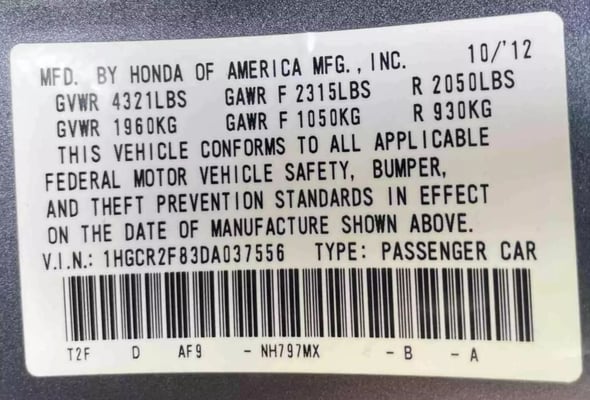 MFD. BY HONDA OF AMERICA MFG., INC. 10/'12
GVWR 4321LBS GAWR F 2315LBS R 2050LBS
GVWR 1960KG GAWR F 1050KG R 930KG
THIS VEHICLE CONFORMS TO ALL APPLICABLE
FEDERAL MOTOR VEHICLE SAFETY, BUMPER,
AND THEFT PREVENTION STANDARDS IN EFFECT
ON THE DATE OF MANUFACTURE SHOWN ABOVE.
V.I.N.: 1HGCR2F83DA037556 TYPE: PASSENGER CAR
T2F D AF9 - NH797MX - B - A